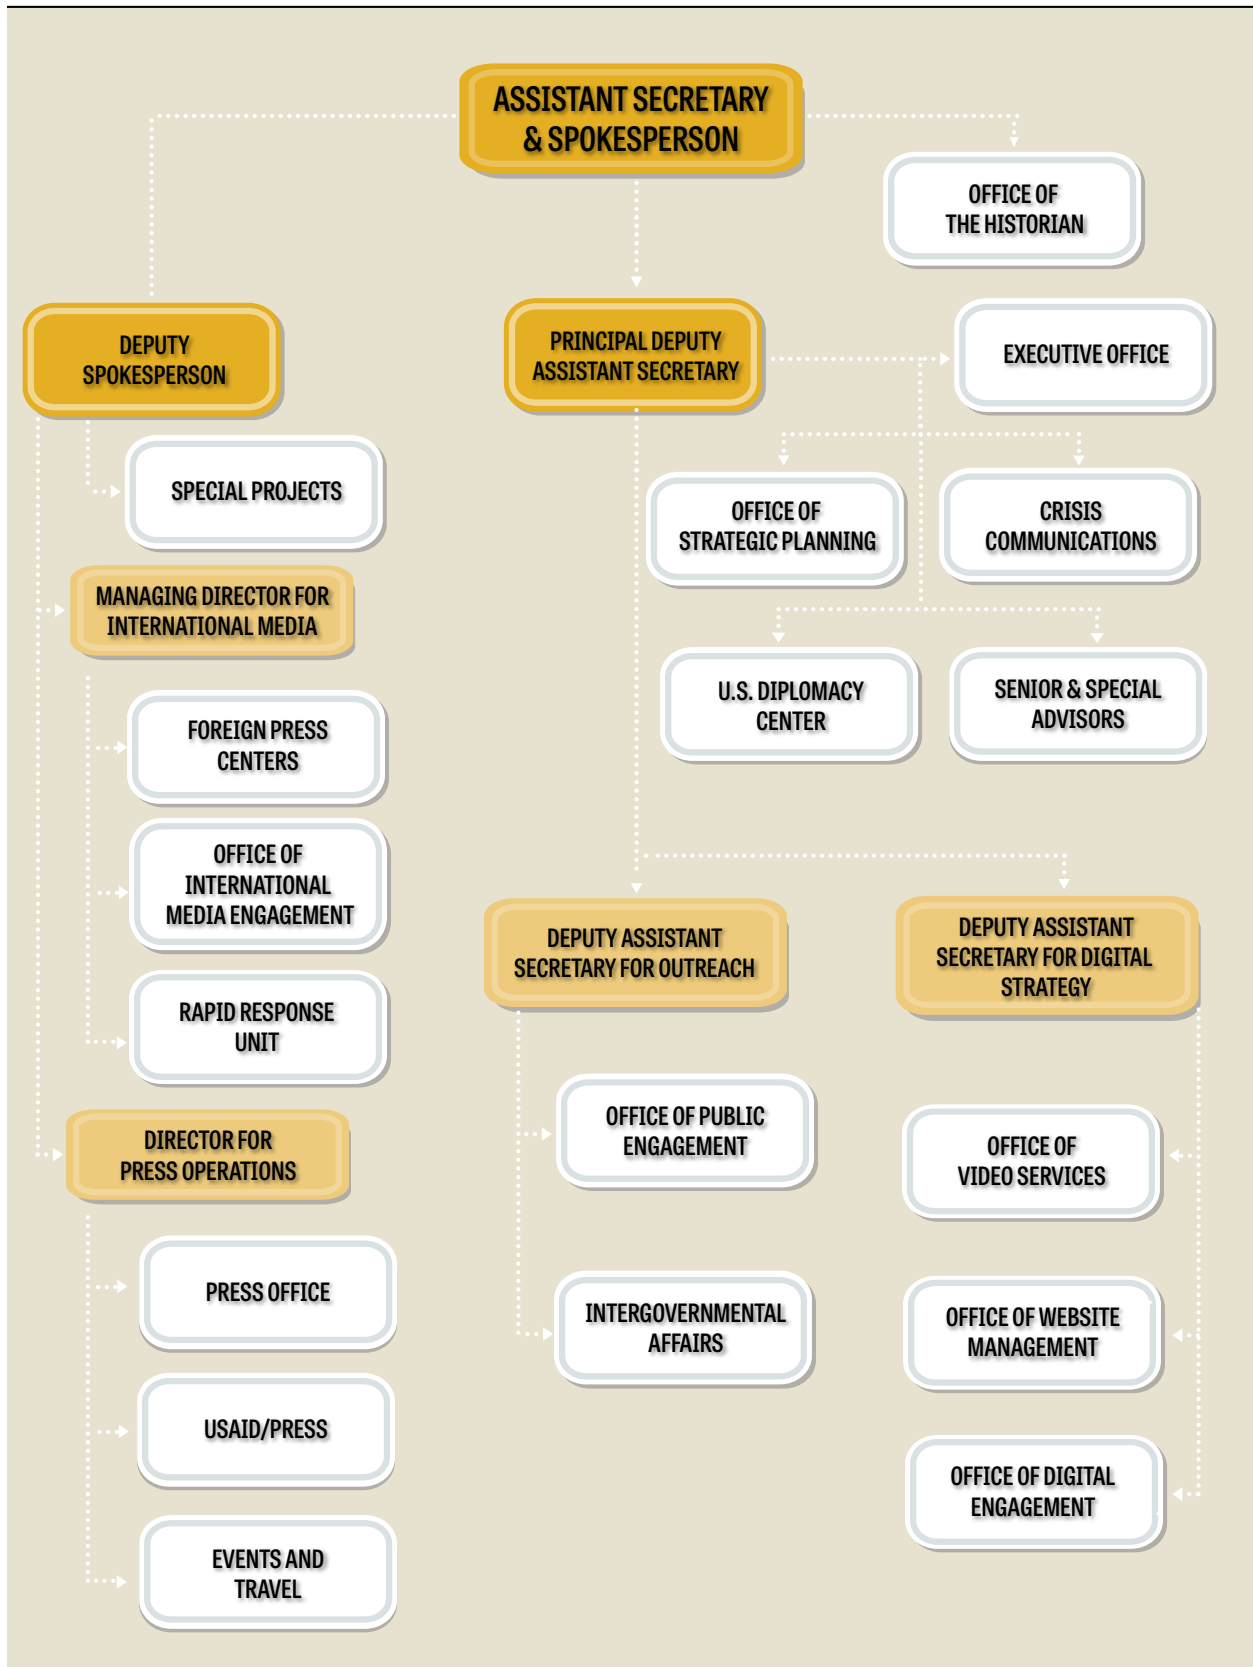 ASSISTANT SECRETARY
& SPOKESPERSON
OFFICE OF
THE HISTORIAN
DEPUTY
SPOKESPERSON
PRINCIPAL DEPUTY
ASSISTANT SECRETARY
EXECUTIVE OFFICE
SPECIAL PROJECTS
OFFICE OF
STRATEGIC PLANNING
CRISIS
COMMUNICATIONS
MANAGING DIRECTOR FOR
INTERNATIONAL MEDIA
U.S. DIPLOMACY
CENTER
SENIOR & SPECIAL
ADVISORS
FOREIGN PRESS
CENTERS
OFFICE OF
INTERNATIONAL
MEDIA ENGAGEMENT
RAPID RESPONSE
UNIT
DEPUTY ASSISTANT
SECRETARY FOR OUTREACH
DEPUTY ASSISTANT
SECRETARY FOR DIGITAL
STRATEGY
DIRECTOR FOR
PRESS OPERATIONS
OFFICE OF PUBLIC
ENGAGEMENT
OFFICE OF
VIDEO SERVICES
PRESS OFFICE
INTERGOVERNMENTAL
AFFAIRS
OFFICE OF WEBSITE
MANAGEMENT
USAID/PRESS
OFFICE OF DIGITAL
ENGAGEMENT
EVENTS AND
TRAVEL